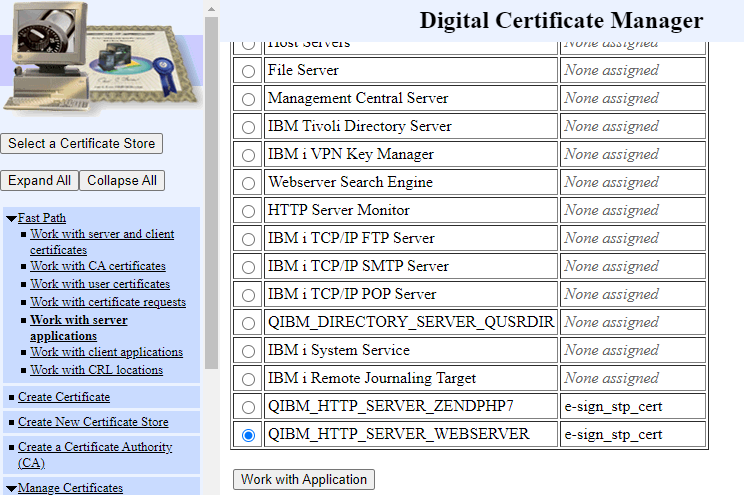 Digital Certificate Manager
Select a Certificate Store
Expand All Collapse All
Fast Path
Work with server and client
certificates
Work with CA certificates
Work with user certificates
Work with certificate requests
Work with server
applications
Work with client applications
Work with CRL locations
Create Certificate
Create New Certificate Store
Create a Certificate Authority
(CA)
Manage Certificates
Host Servers None assigned
File Server None assigned
Management Central Server None assigned
IBM Tivoli Directory Server None assigned
IBM i VPN Key Manager None assigned
Webserver Search Engine None assigned
HTTP Server Monitor None assigned
IBM i TCP/IP FTP Server None assigned
IBM i TCP/IP SMTP Server None assigned
IBM i TCP/IP POP Server None assigned
QIBM_DIRECTORY_SERVER_QUSRDIR None assigned
IBM i System Service None assigned
IBM i Remote Journaling Target None assigned
QIBM_HTTP_SERVER_ZENDPHP7 e-sign_stp_cert
QIBM_HTTP_SERVER_WEBSERVER e-sign_stp_cert
Work with Application